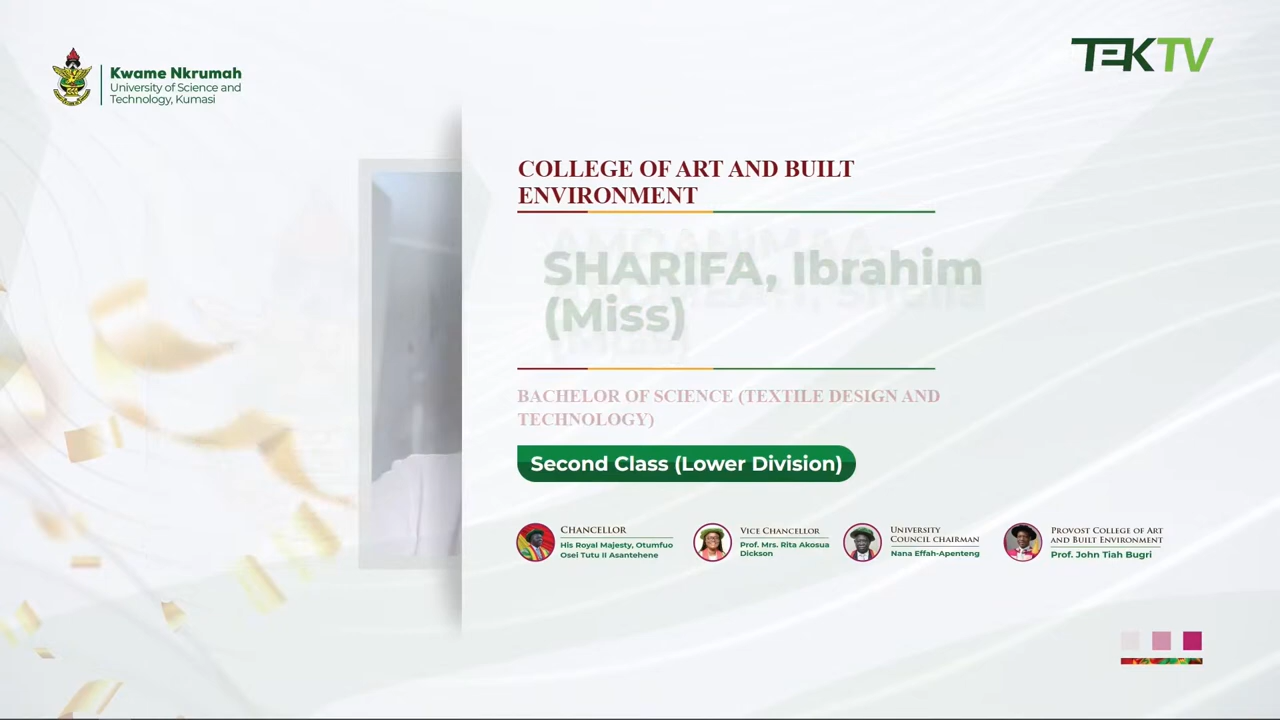 Kwame Nkrumah
University of Science and
Technology, Kumasi
TEKTV
COLLEGE OF ART AND BUILT
ENVIRONMENT
SHARIFA, Ibrahim
(Miss)
BACHELOR OF SCIENCE (TEXTILE DESIGN AND
TECHNOLOGY)
Second Class (Lower Division)
CHANCELLOR
His Royal Majesty, Otumfuo
Osei Tutu II Asantehene
VICE CHANCELLOR
Prof. Mrs. Rita Akosua
Dickson
UNIVERSITY
COUNCIL CHAIRMAN
Nana Effah-Apenteng
PROVOST COLLEGE OF ART
AND BUILT ENVIRONMENT
Prof. John Tiah Bugri